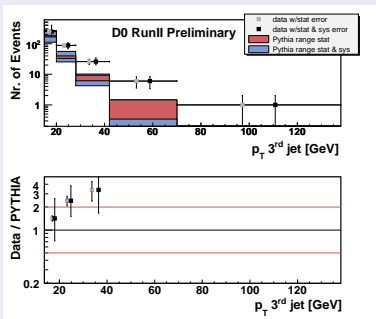 D0 RunII Preliminary
data w/stat error
data w/stat & sys error
Pythia range stat
Pythia range stat & sys
Nr. of Events
10²
10
1
20 40 60 80 100 120
p_T 3rd jet [GeV]
Data / PYTHIA
4
3
2
1
0.2
20 40 60 80 100 120
p_T 3rd jet [GeV]